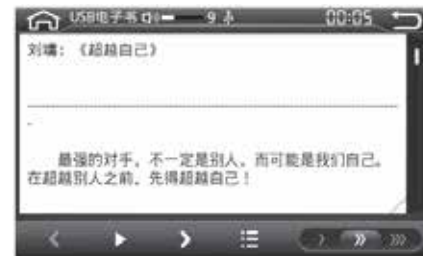 USB电子书 9 00:05
刘墉：《超越自己》
最强的对手，不一定是别人，而可能是我们自己。
在超越别人之前，先得超越自己！